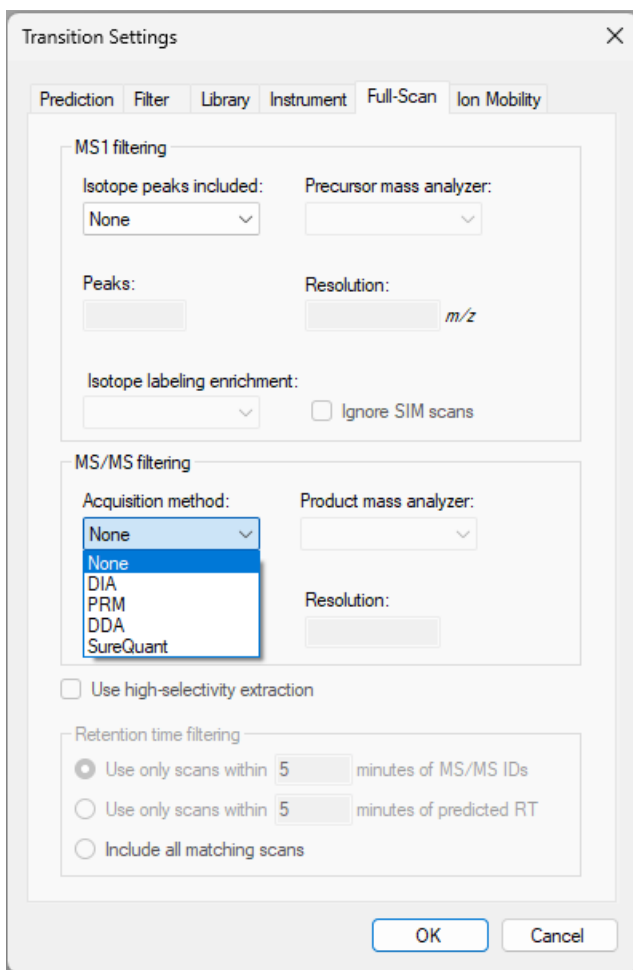 Transition Settings
Prediction Filter Library Instrument Full-Scan Ion Mobility
MS1 filtering
Isotope peaks included: Precursor mass analyzer:
None
Peaks: Resolution:
m/z
Isotope labeling enrichment:
Ignore SIM scans
MS/MS filtering
Acquisition method: Product mass analyzer:
None
None
DIA
PRM
DDA
SureQuant
Resolution:
Use high-selectivity extraction
Retention time filtering
Use only scans within 5 minutes of MS/MS IDs
Use only scans within 5 minutes of predicted RT
Include all matching scans
OK Cancel